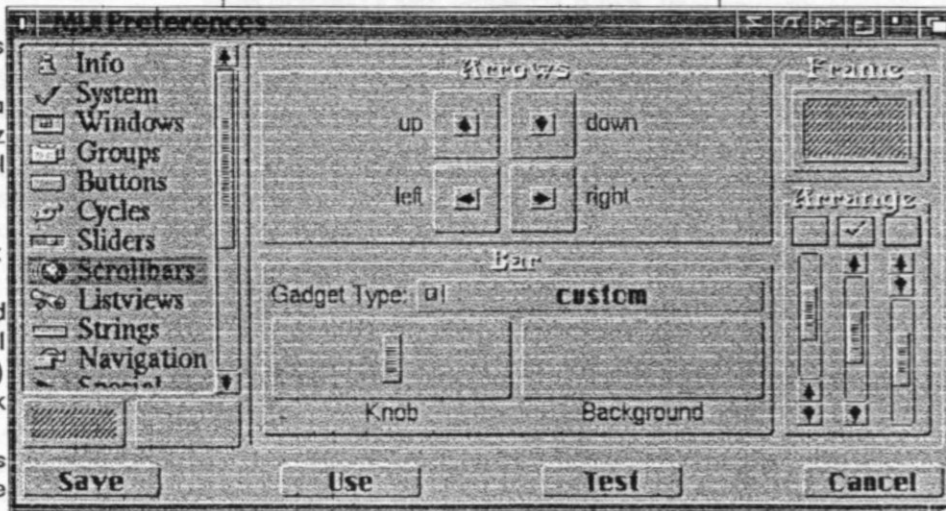 MUI Preferences
Info
System
Windows
Groups
Buttons
Cycles
Sliders
Scrollbars
Listviews
Strings
Navigation
Special
Arrows
up
down
left
right
Bar
Gadget Type:
custom
Knob
Background
Frame
Arrange
Save
Use
Test
Cancel